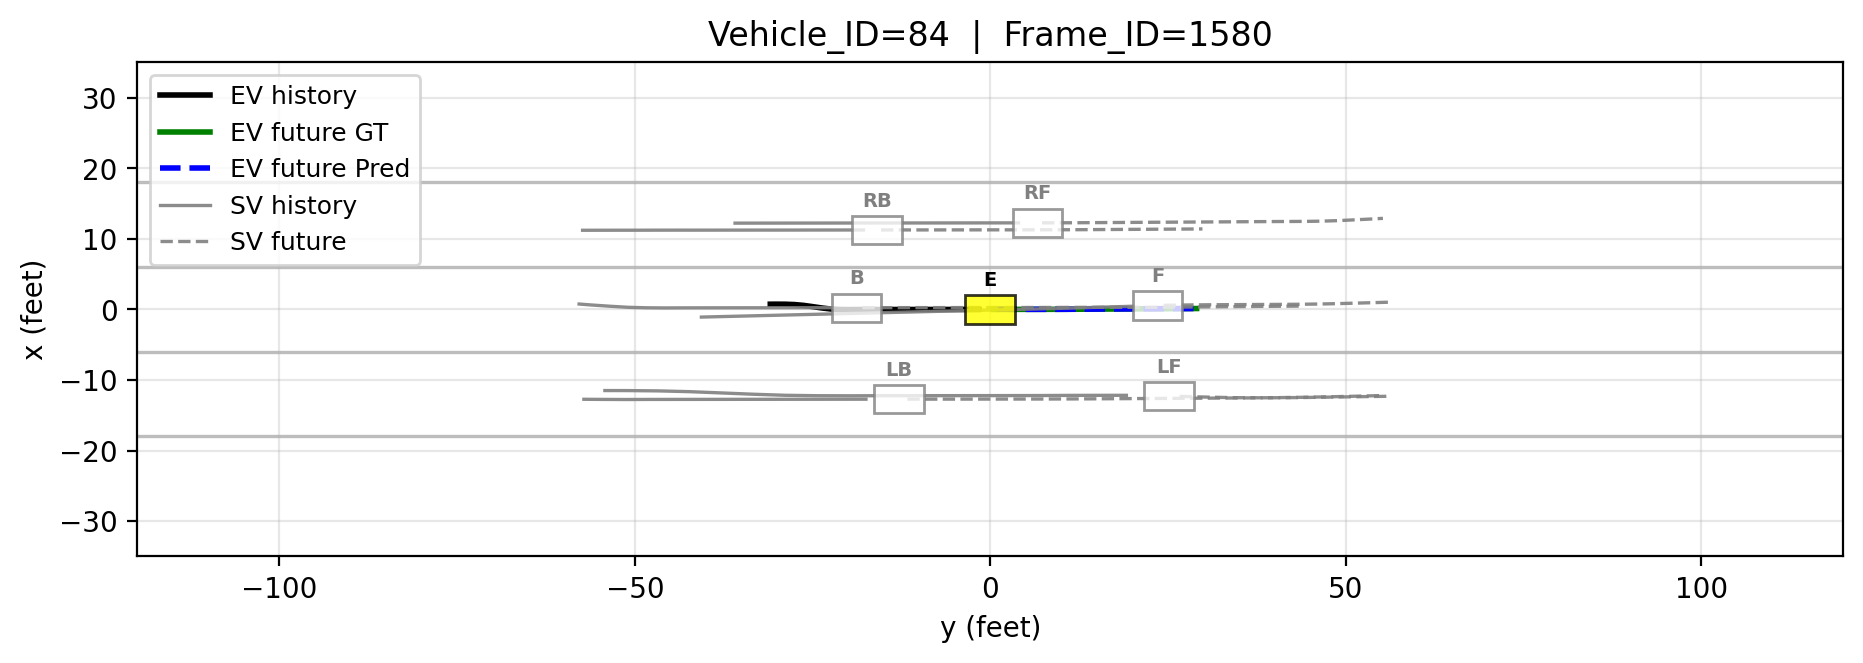 Vehicle_ID=84 | Frame_ID=1580
EV history
EV future GT
EV future Pred
SV history
SV future
RB
RF
B
E
F
LB
LF
30
20
10
0
−10
−20
−30
x (feet)
−100
−50
0
50
100
y (feet)